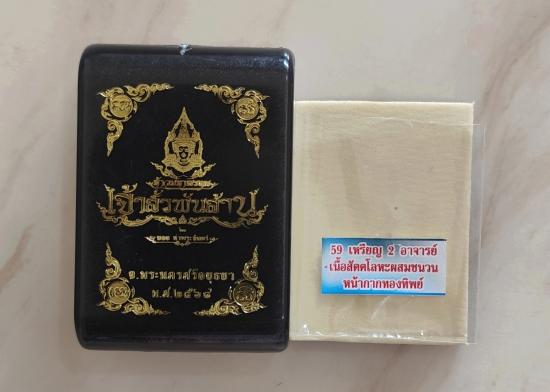 เจ้าสัวพันล้าน
จ.พระนครศรีอยุธยา
พ.ศ.๒๕๖๘
59 เหรียญ 2 อาจารย์
เนื้อสัตตโลหะผสมชนวน
หน้ากากทองทิพย์